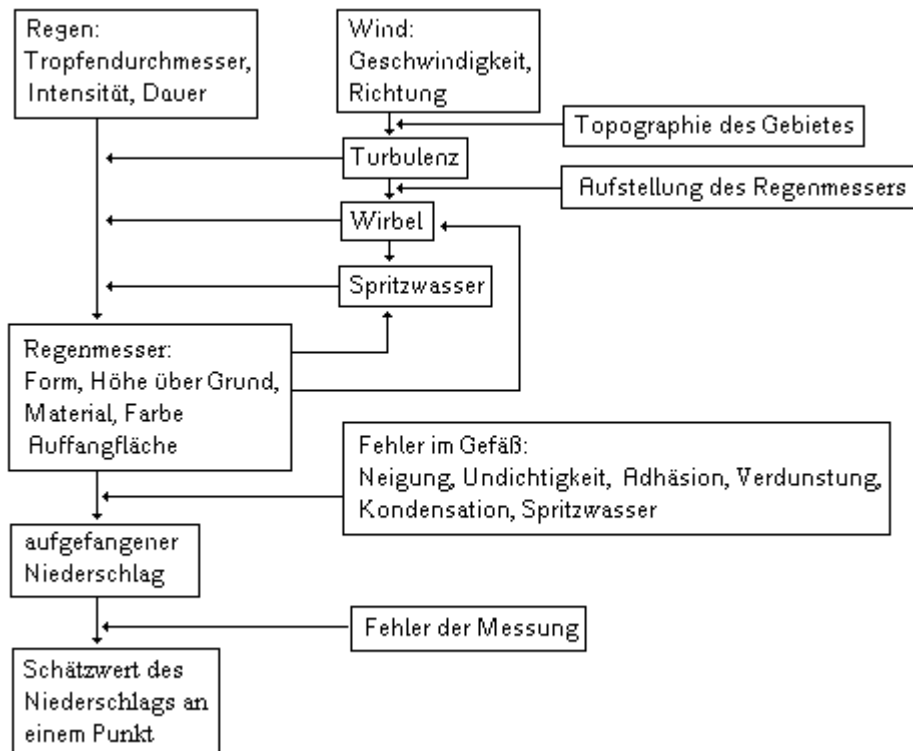 Regen:
Tropfendurchmesser,
Intensität, Dauer
Wind:
Geschwindigkeit,
Richtung
Topographie des Gebietes
Turbulenz
Aufstellung des Regenmessers
Wirbel
Spritzwasser
Regenmesser:
Form, Höhe über Grund,
Material, Farbe
Auffangfläche
Fehler im Gefäß:
Neigung, Undichtigkeit, Adhäsion, Verdunstung,
Kondensation, Spritzwasser
aufgefangener
Niederschlag
Fehler der Messung
Schätzwert des
Niederschlags an
einem Punkt